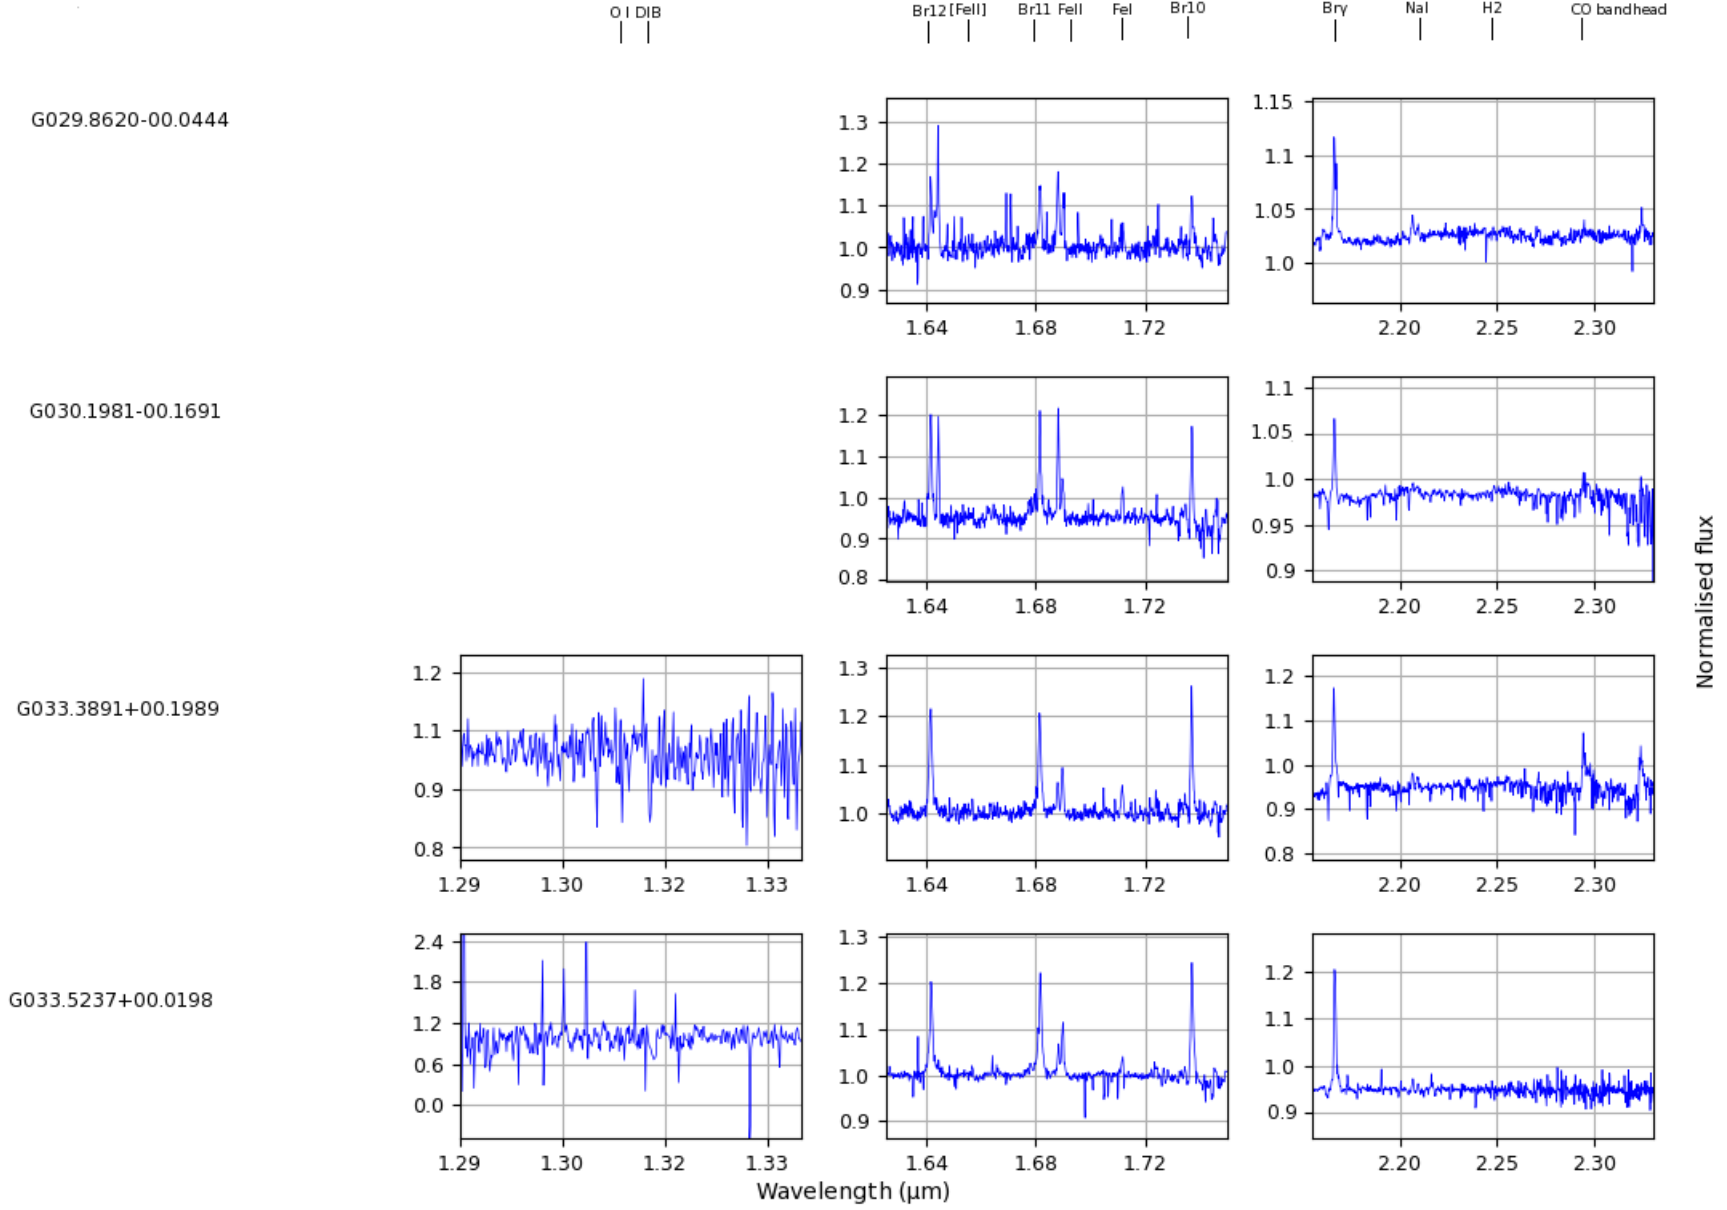 O I DIB Br12 [FeII] Br11 FeII FeI Br10 Brγ NaI H2 CO bandhead
G029.8620-00.0444
1.3
1.2
1.1
1.0
0.9
1.64 1.68 1.72
1.15
1.1
1.05
1.0
2.20 2.25 2.30
G030.1981-00.1691
1.2
1.1
1.0
0.9
0.8
1.64 1.68 1.72
1.1
1.05
1.0
0.95
0.9
2.20 2.25 2.30
Normalised flux
G033.3891+00.1989
1.2
1.1
0.9
0.8
1.29 1.30 1.32 1.33
1.3
1.2
1.1
1.0
1.64 1.68 1.72
1.2
1.1
1.0
0.9
0.8
2.20 2.25 2.30
G033.5237+00.0198
2.4
1.8
1.2
0.6
0.0
1.29 1.30 1.32 1.33
1.3
1.2
1.1
1.0
0.9
1.64 1.68 1.72
1.2
1.1
1.0
0.9
2.20 2.25 2.30
Wavelength (μm)